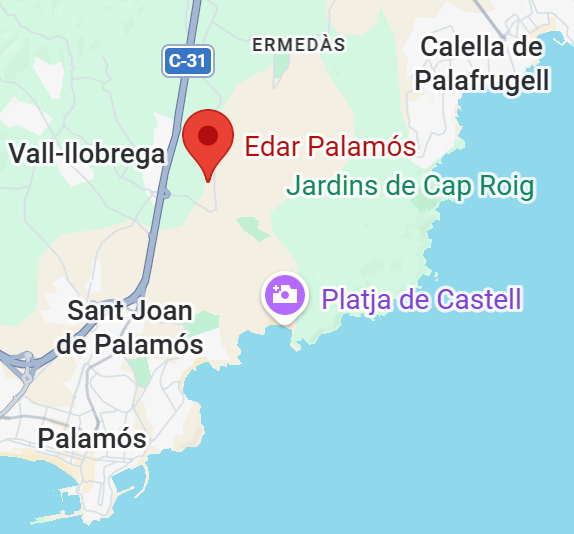 ERMEDÀS
Calella de
Palafrugell
C-31
Vall-llobrega
Edar Palamós
Jardins de Cap Roig
Platja de Castell
Sant Joan
de Palamós
Palamós